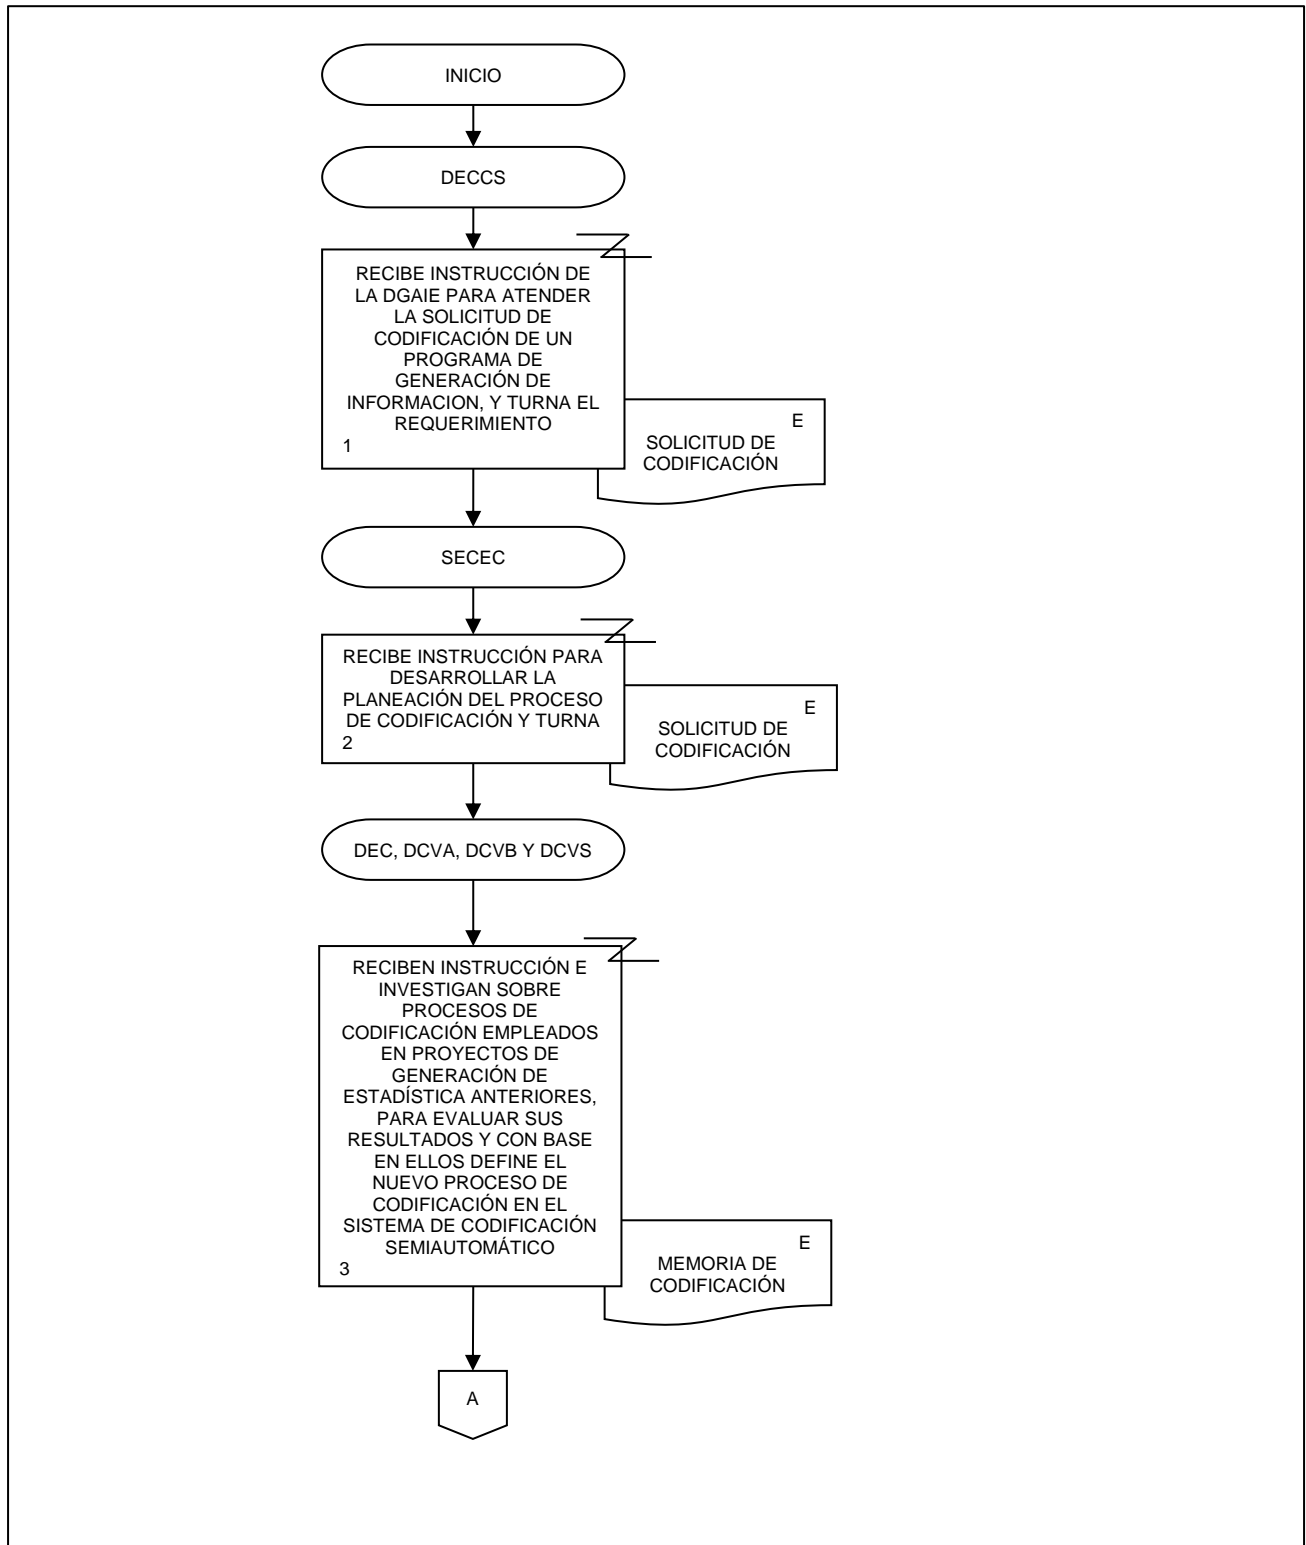 INICIO
DECCS
RECIBE INSTRUCCIÓN DE
LA DGAIE PARA ATENDER
LA SOLICITUD DE
CODIFICACIÓN DE UN
PROGRAMA DE
GENERACIÓN DE
INFORMACION, Y TURNA EL
REQUERIMIENTO
1
E
SOLICITUD DE
CODIFICACIÓN
SECEC
RECIBE INSTRUCCIÓN PARA
DESARROLLAR LA
PLANEACIÓN DEL PROCESO
DE CODIFICACIÓN Y TURNA
2
E
SOLICITUD DE
CODIFICACIÓN
DEC, DCVA, DCVB Y DCVS
RECIBEN INSTRUCCIÓN E
INVESTIGAN SOBRE
PROCESOS DE
CODIFICACIÓN EMPLEADOS
EN PROYECTOS DE
GENERACIÓN DE
ESTADÍSTICA ANTERIORES,
PARA EVALUAR SUS
RESULTADOS Y CON BASE
EN ELLOS DEFINE EL
NUEVO PROCESO DE
CODIFICACIÓN EN EL
SISTEMA DE CODIFICACIÓN
SEMIAUTOMÁTICO
3
E
MEMORIA DE
CODIFICACIÓN
A